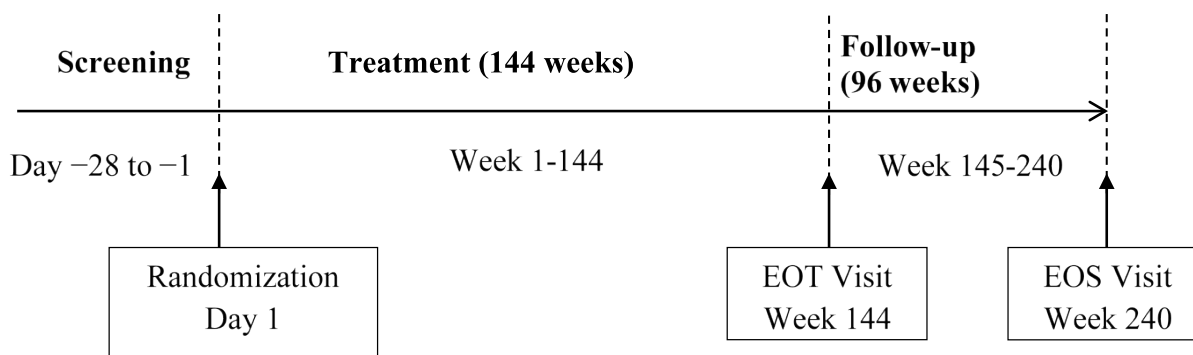 Screening
Treatment (144 weeks)
Follow-up
(96 weeks)
Day −28 to −1
Week 1-144
Week 145-240
Randomization
Day 1
EOT Visit
Week 144
EOS Visit
Week 240